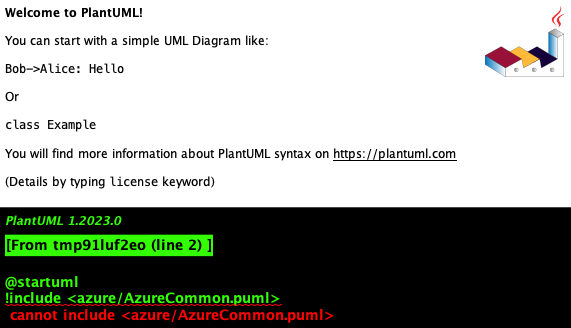 Welcome to PlantUML!
You can start with a simple UML Diagram like:
Bob->Alice: Hello
Or
class Example
You will find more information about PlantUML syntax on https://plantuml.com
(Details by typing license keyword)
PlantUML 1.2023.0
[From tmp91luf2eo (line 2) ]
@startuml
!include <azure/AzureCommon.puml>
cannot include <azure/AzureCommon.puml>